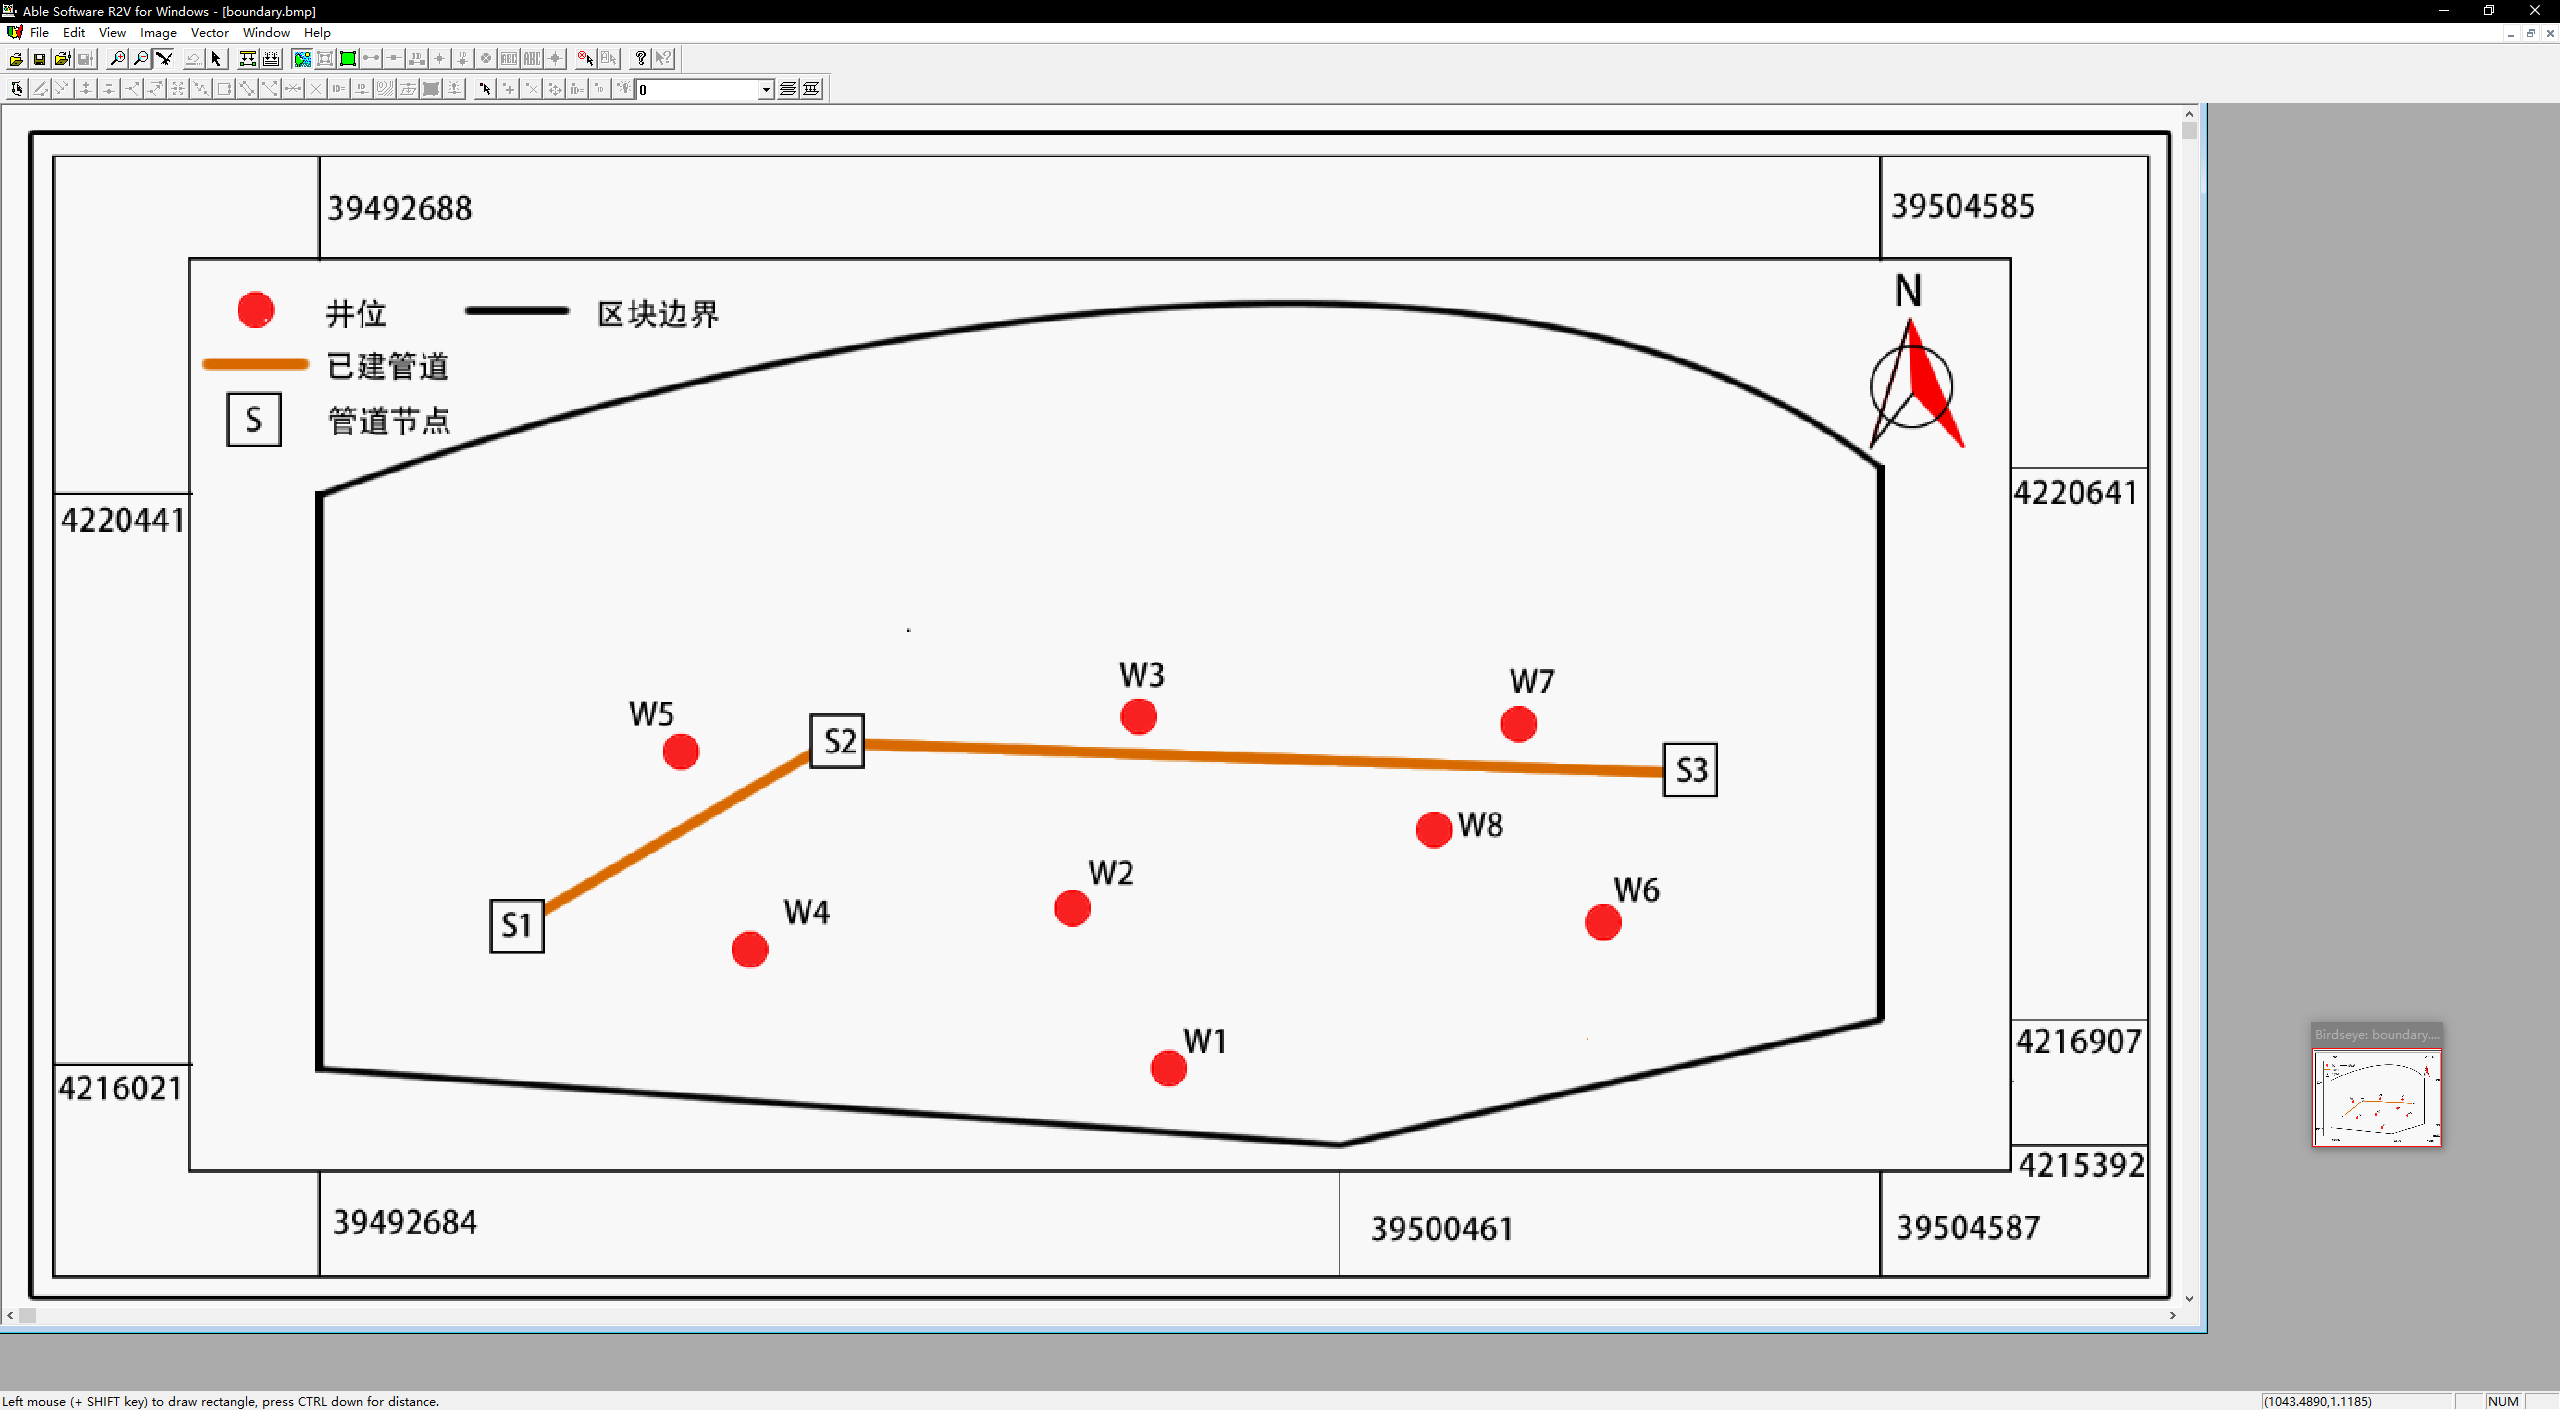 Able Software R2V for Windows - [boundary.bmp]
File Edit View Image Vector Window Help
0
39492688
39504585
N
井位
区块边界
已建管道
S
管道节点
4220441
4220641
W3
W7
W5
S2
S3
W8
W2
W6
W4
S1
W1
4216907
4216021
4215392
39492684
39500461
39504587
Birdseye: boundary....
Left mouse (+ SHIFT key) to draw rectangle, press CTRL down for distance.
(1043.4890,1.1185)
NUM